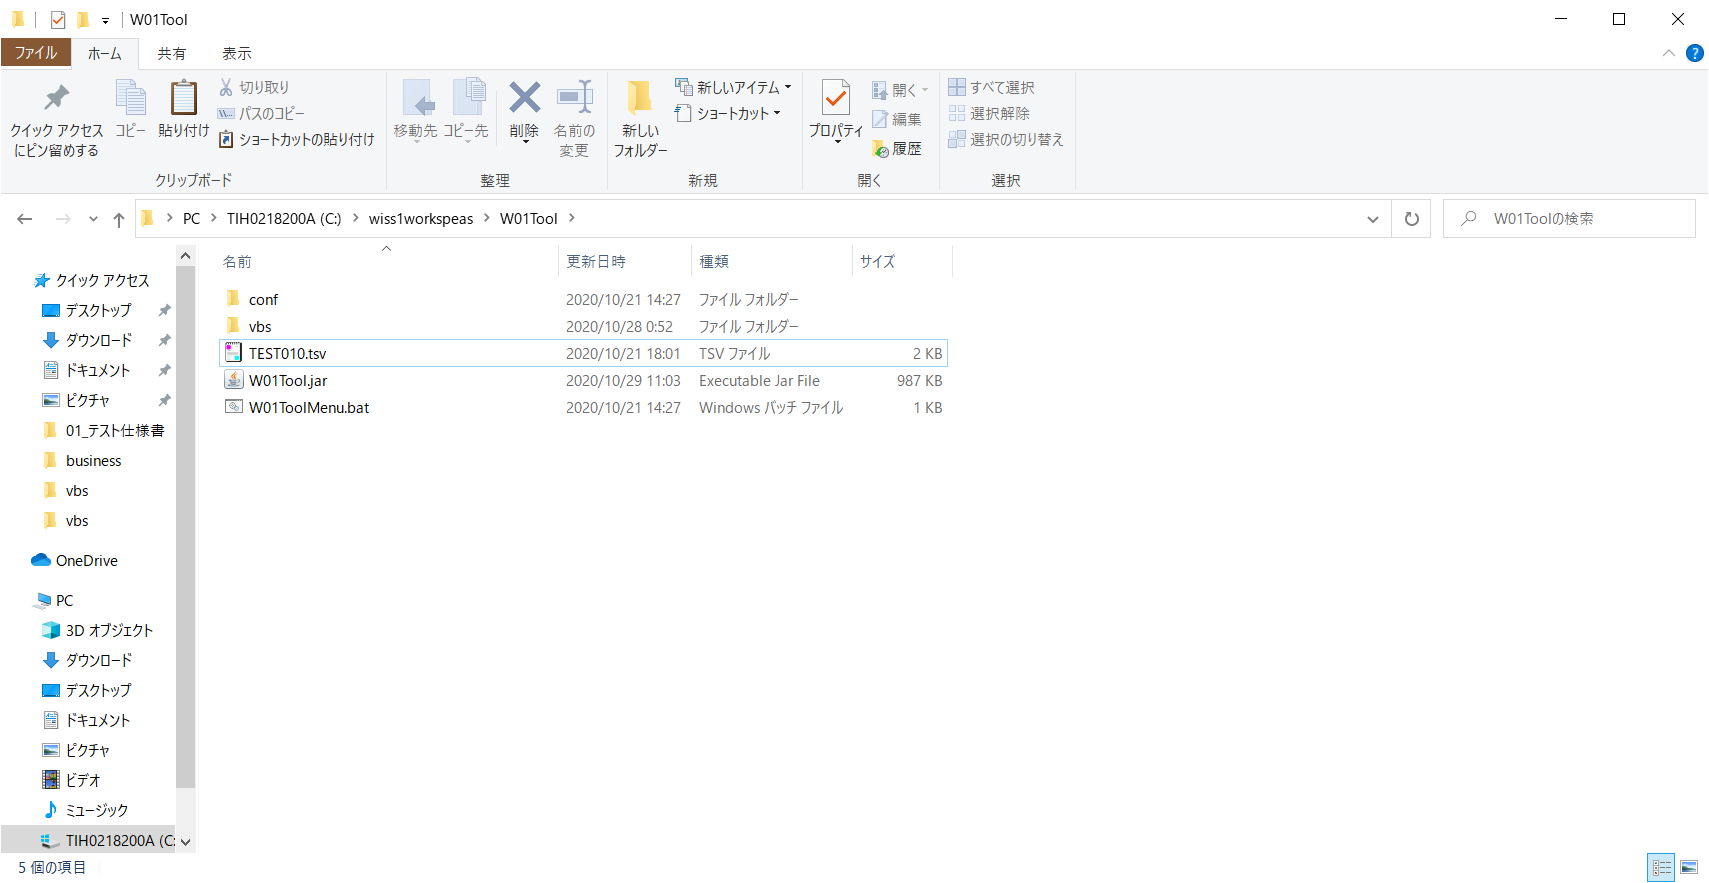 W01Tool
ファイル ホーム 共有 表示
クイック アクセス
にピン留めする
コピー
貼り付け
切り取り
パスのコピー
ショートカットの貼り付け
クリップボード
移動先
コピー先
削除
名前の
変更
整理
新しい
フォルダー
新しいアイテム
ショートカット
新規
プロパティ
開く
編集
履歴
開く
すべて選択
選択解除
選択の切り替え
選択
PC TIH0218200A (C:) wiss1workspeas W01Tool
W01Toolの検索
クイック アクセス
デスクトップ
ダウンロード
ドキュメント
ピクチャ
01_テスト仕様書
business
vbs
vbs
OneDrive
PC
3D オブジェクト
ダウンロード
デスクトップ
ドキュメント
ピクチャ
ビデオ
ミュージック
TIH0218200A (C:
名前 更新日時 種類 サイズ
conf 2020/10/21 14:27 ファイル フォルダー
vbs 2020/10/28 0:52 ファイル フォルダー
TEST010.tsv 2020/10/21 18:01 TSV ファイル 2 KB
W01Tool.jar 2020/10/29 11:03 Executable Jar File 987 KB
W01ToolMenu.bat 2020/10/21 14:27 Windows バッチ ファイル 1 KB
5 個の項目